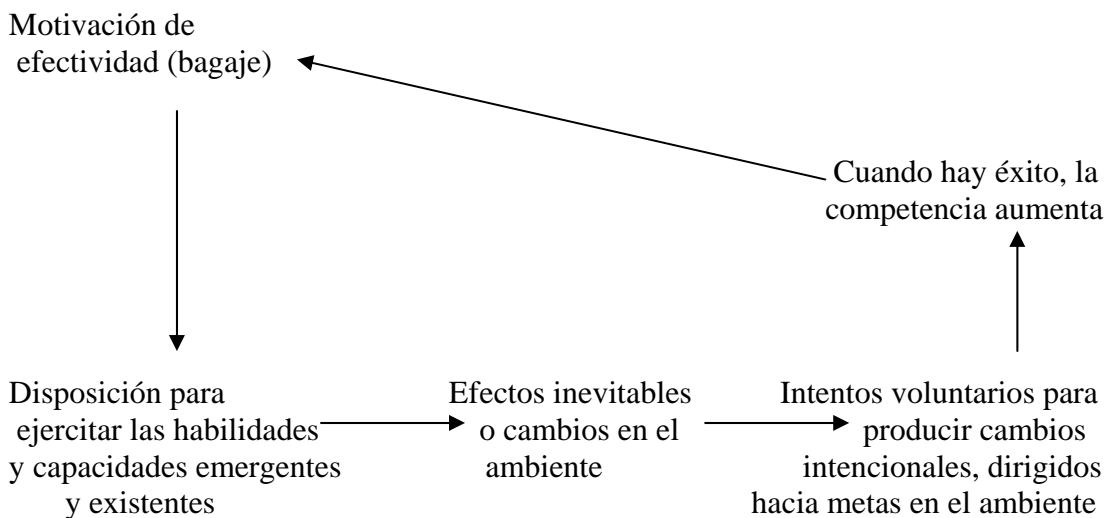 Motivación de
efectividad (bagaje)
Cuando hay éxito, la
competencia aumenta
Disposición para
ejercitar las habilidades
y capacidades emergentes
y existentes
Efectos inevitables
o cambios en el
ambiente
Intentos voluntarios para
producir cambios
intencionales, dirigidos
hacia metas en el ambiente